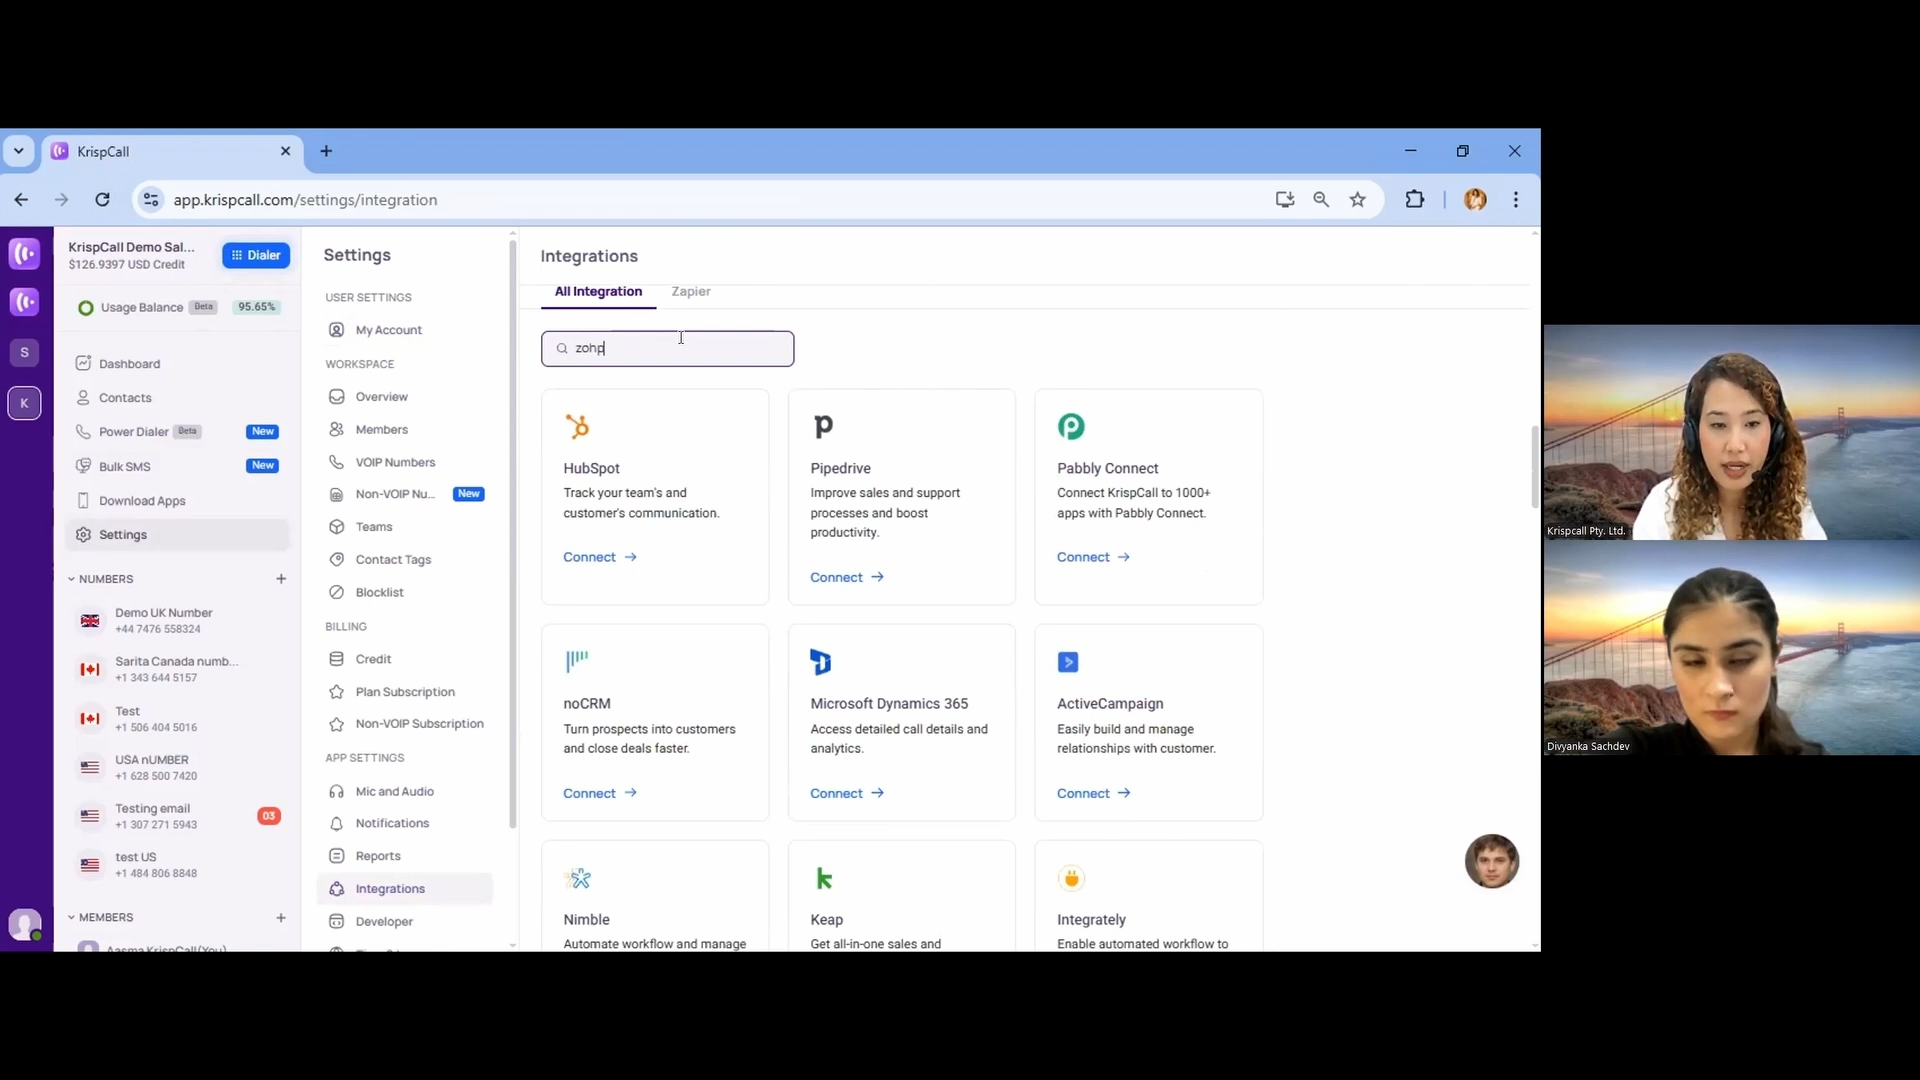 KrispCall
app.krispcall.com/settings/integration
KrispCall Demo Sal...
$126.9397 USD Credit
Dialer
Usage Balance Beta 95.65%
S
K
Dashboard
Contacts
Power Dialer Beta New
Bulk SMS New
Download Apps
Settings
NUMBERS
Demo UK Number
+44 7476 558324
Sarita Canada numb...
+1 343 644 5157
Test
+1 506 404 5016
USA nUMBER
+1 628 500 7420
Testing email
+1 307 271 5943
03
test US
+1 484 806 8848
MEMBERS
Aasma KrispCall(You)
Settings
USER SETTINGS
My Account
WORKSPACE
Overview
Members
VOIP Numbers
Non-VOIP Nu... New
Teams
Contact Tags
Blocklist
BILLING
Credit
Plan Subscription
Non-VOIP Subscription
APP SETTINGS
Mic and Audio
Notifications
Reports
Integrations
Developer
Integrations
All Integration
Zapier
zohp
HubSpot
Track your team's and
customer's communication.
Connect
Pipedrive
Improve sales and support
processes and boost
productivity.
Connect
Pabbly Connect
Connect KrispCall to 1000+
apps with Pabbly Connect.
Connect
noCRM
Turn prospects into customers
and close deals faster.
Connect
Microsoft Dynamics 365
Access detailed call details and
analytics.
Connect
ActiveCampaign
Easily build and manage
relationships with customer.
Connect
Nimble
Automate workflow and manage
Keap
Get all-in-one sales and
Integrately
Enable automated workflow to
Krispcall Pty. Ltd.
Divyanka Sachdev